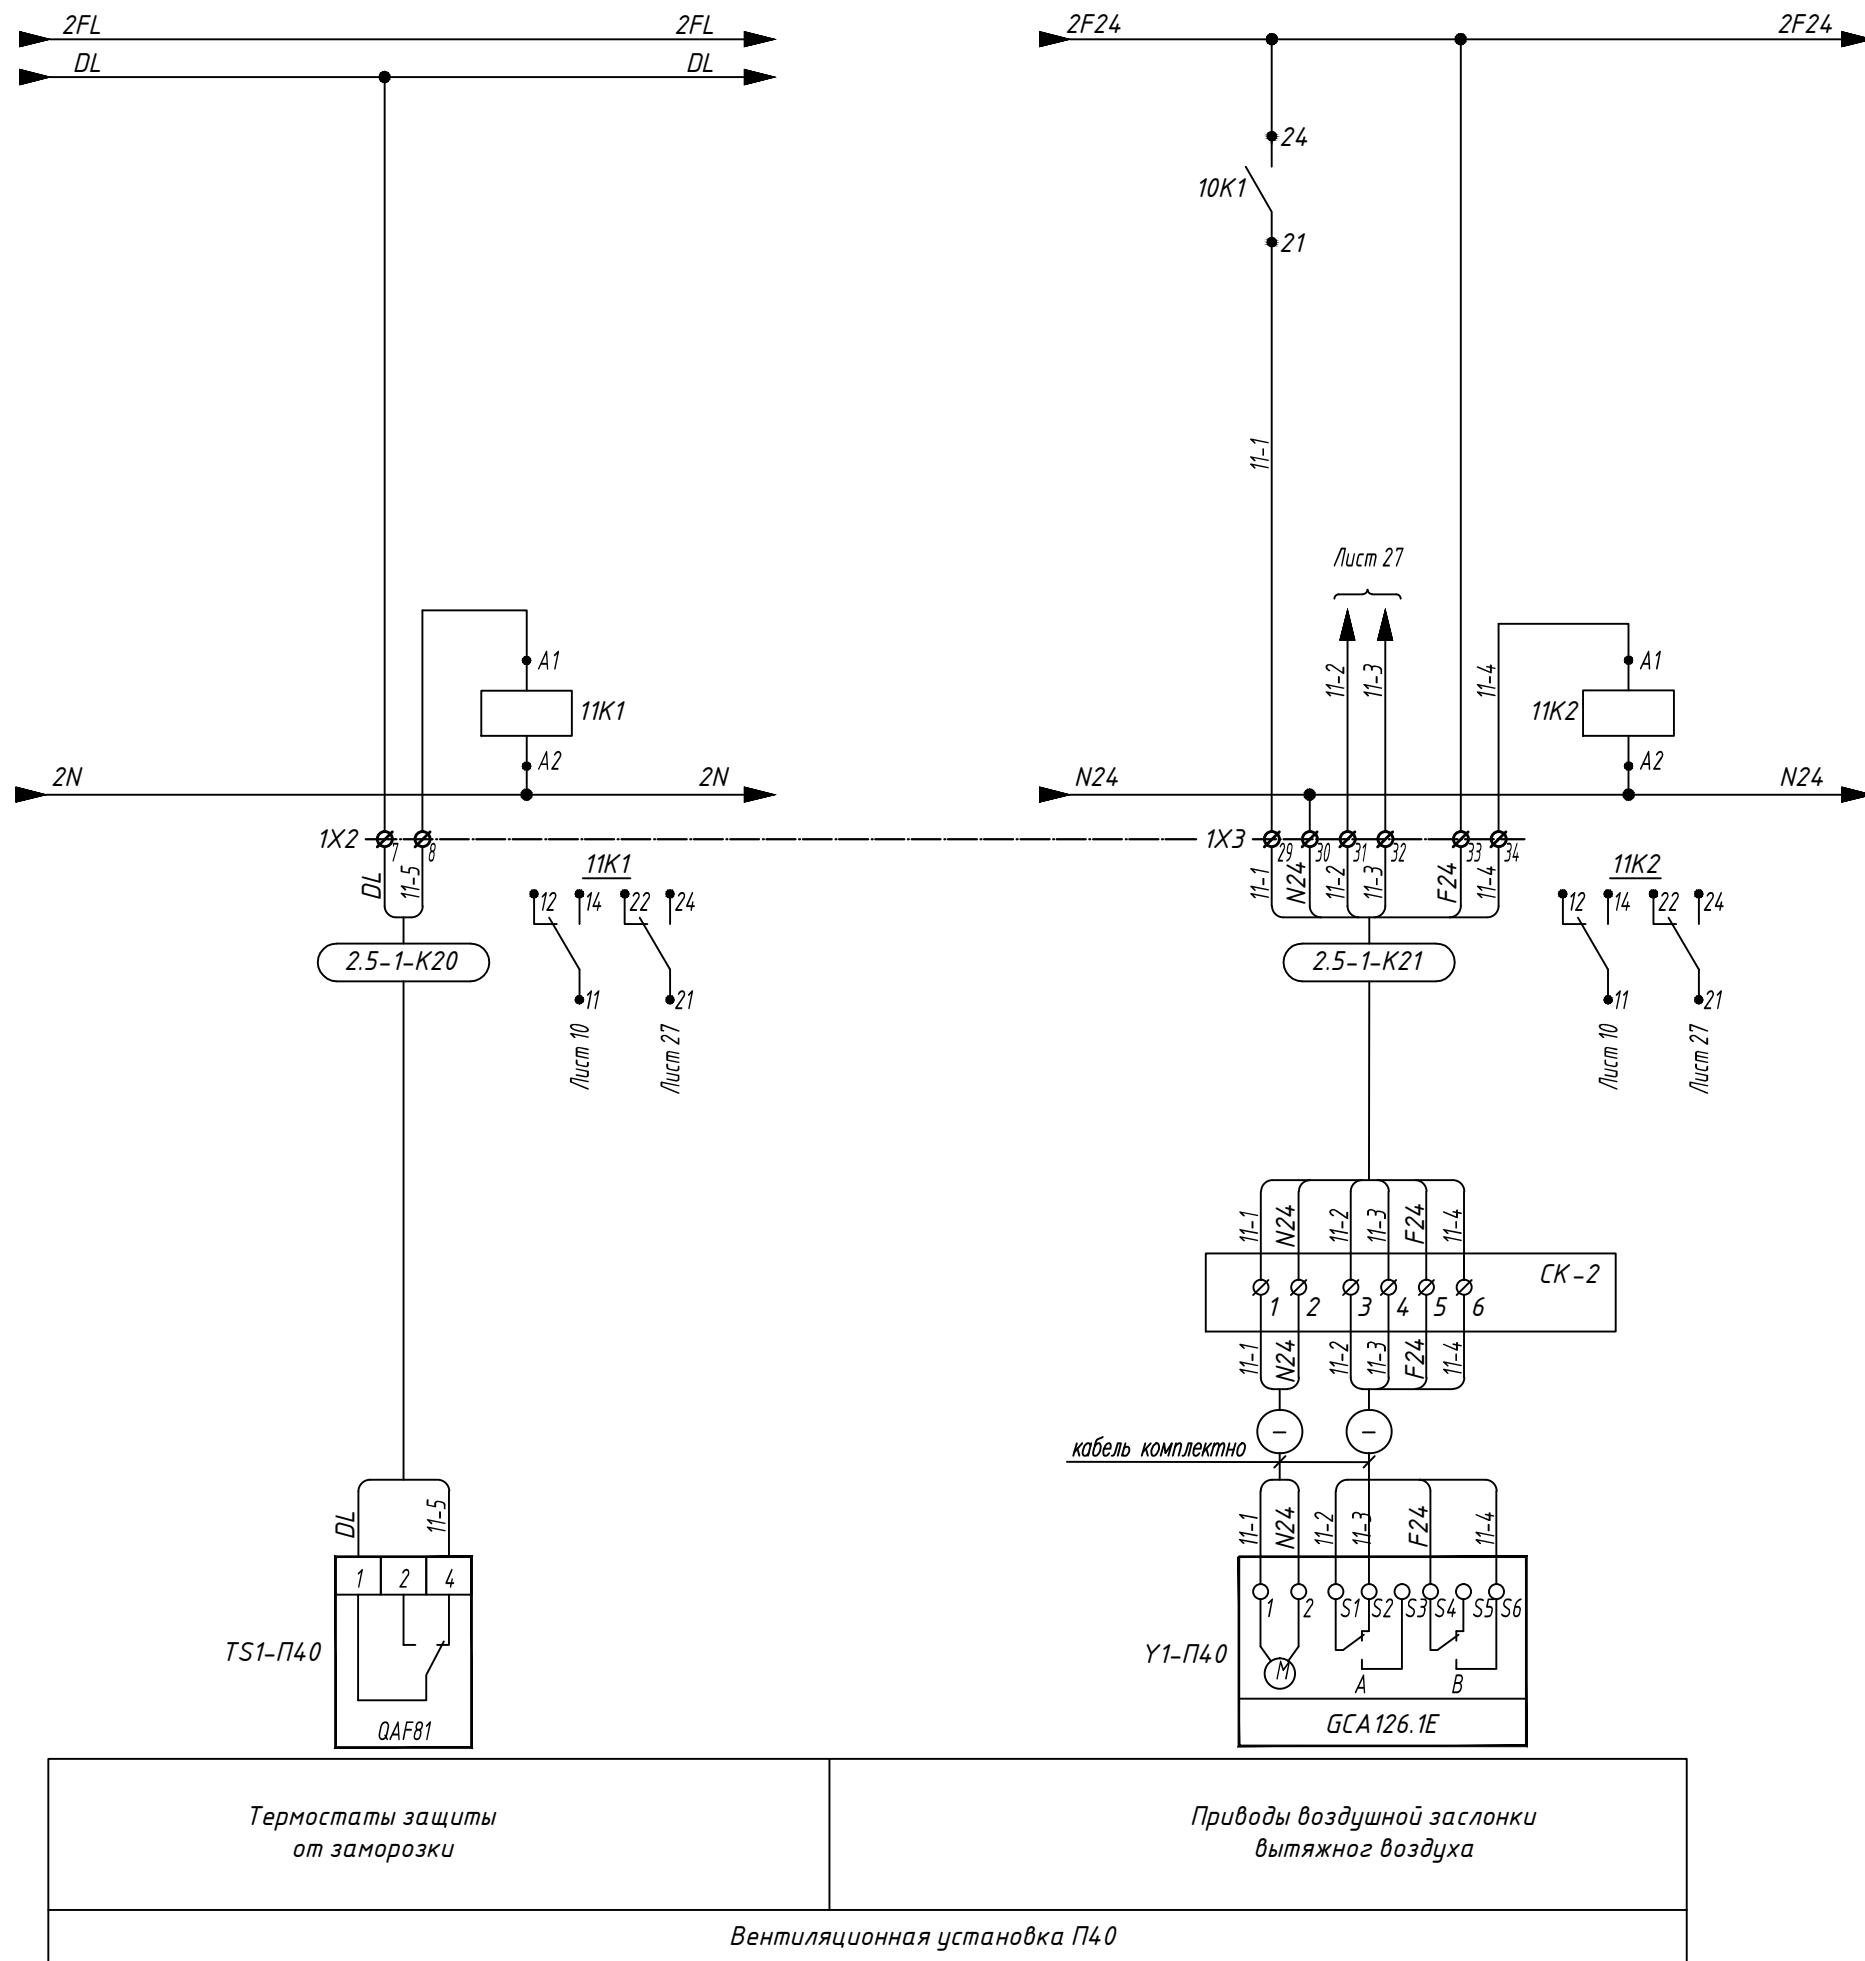 2FL 2FL 2F24 2F24
DL DL
24
10K1
21
11-1
Лист 27
11-2 11-3 11-4
A1 A1
11K1 11K2
A2 A2
2N 2N N24 N24
1X2 7 8 1X3 29 30 31 32 33 34
DL 11-5 11-1 N24 11-2 11-3 F24 11-4
11K1 11K2
12 14 22 24 12 14 22 24
2.5-1-K20 2.5-1-K21
11 21 11 21
Лист 10 Лист 27 Лист 10 Лист 27
11-1 N24 11-2 11-3 F24 11-4
СК-2
1 2 3 4 5 6
11-1 N24 11-2 11-3 F24 11-4
- -
кабель комплектно
DL 11-5 11-1 N24 11-2 11-3 F24 11-4
1 2 4 1 2 S1 S2 S3 S4 S5 S6
TS1-П40 Y1-П40
M A B
QAF81 GCA126.1E
Термостаты защиты
от заморозки
Приводы воздушной заслонки
вытяжного воздуха
Вентиляционная установка П40